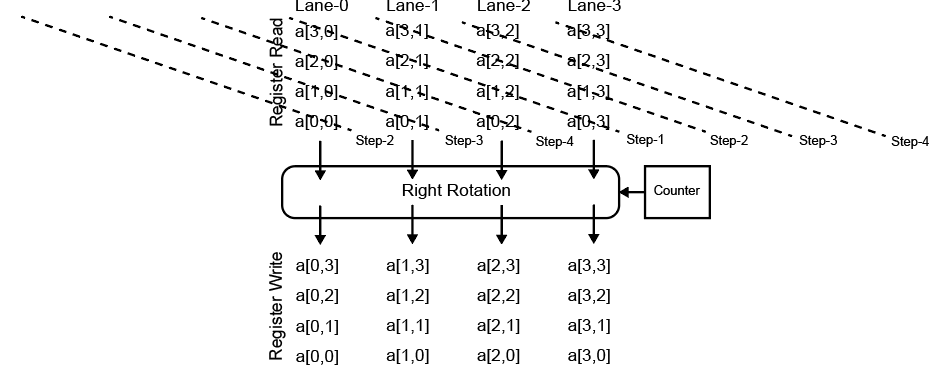 Lane-0 Lane-1 Lane-2 Lane-3
Register Read
a[3,0] a[3,1] a[3,2] a[3,3]
a[2,0] a[2,1] a[2,2] a[2,3]
a[1,0] a[1,1] a[1,2] a[1,3]
a[0,0] a[0,1] a[0,2] a[0,3]
Step-2 Step-3 Step-4 Step-1 Step-2 Step-3 Step-4
Right Rotation
Counter
Register Write
a[0,3] a[1,3] a[2,3] a[3,3]
a[0,2] a[1,2] a[2,2] a[3,2]
a[0,1] a[1,1] a[2,1] a[3,1]
a[0,0] a[1,0] a[2,0] a[3,0]